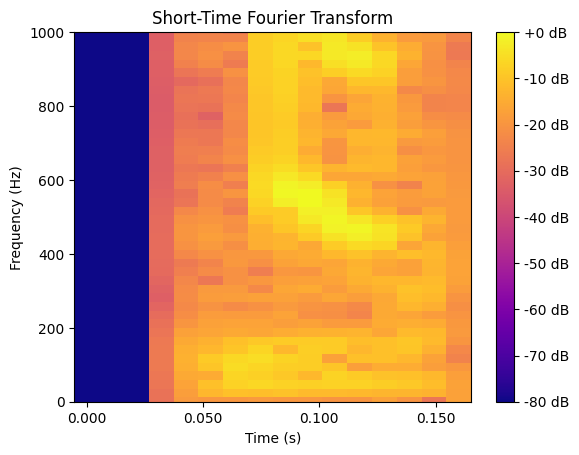 Short-Time Fourier Transform
1000
800
600
400
200
0
Frequency (Hz)
0.000
0.050
0.100
0.150
Time (s)
+0 dB
-10 dB
-20 dB
-30 dB
-40 dB
-50 dB
-60 dB
-70 dB
-80 dB